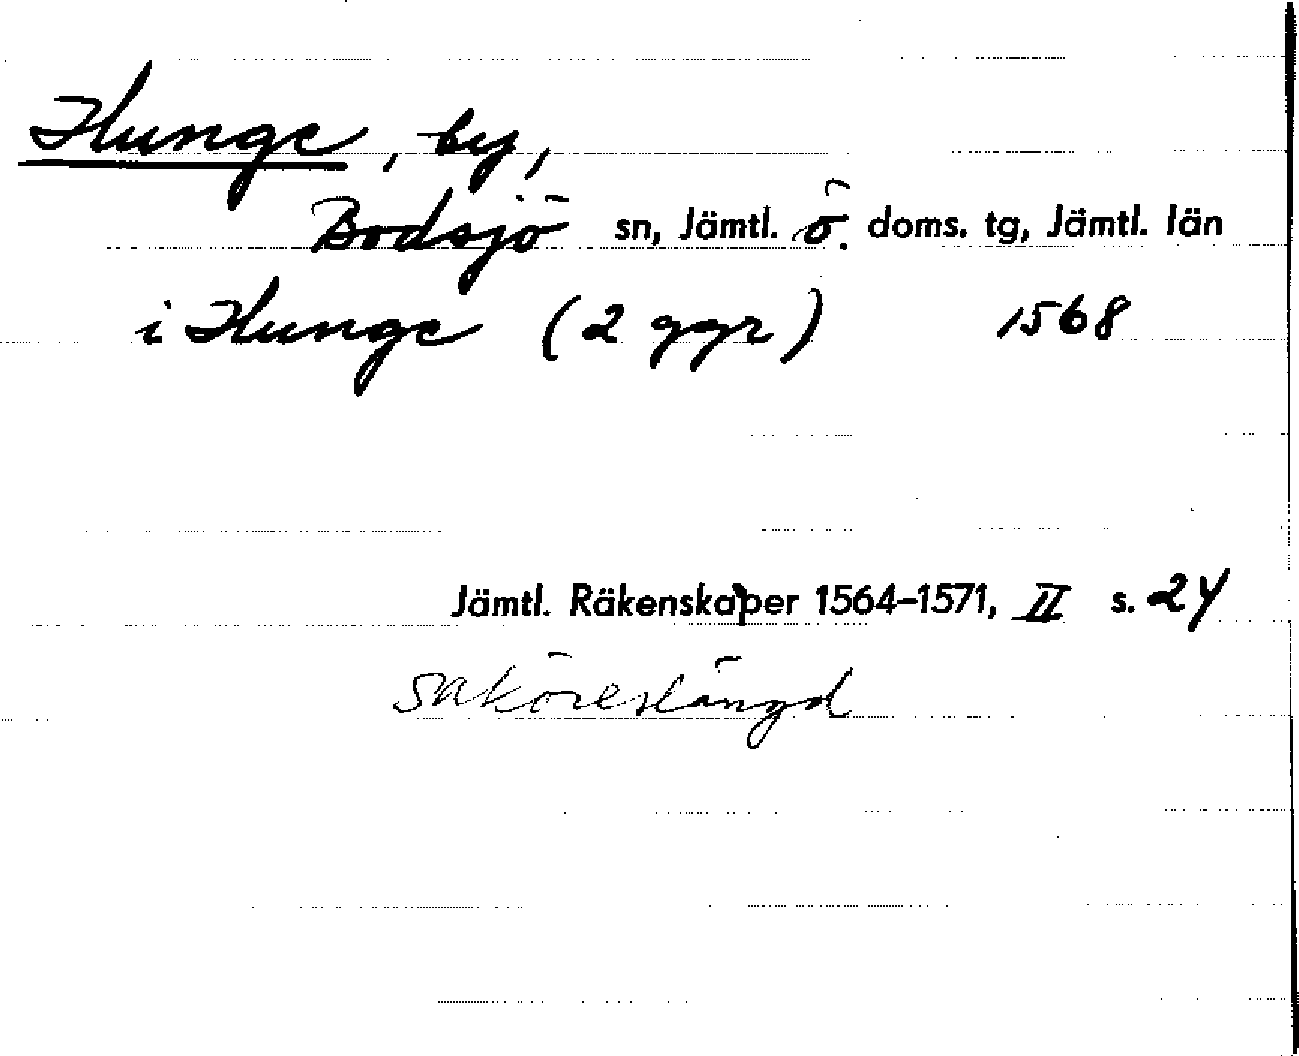 Hunge, by,
Bodsjö sn, Jämtl. ö. doms. tg, Jämtl. län
i Hunge (2 ggr) 1568
Jämtl. Räkenskaper 1564-1571, II s. 24
saköreslängd